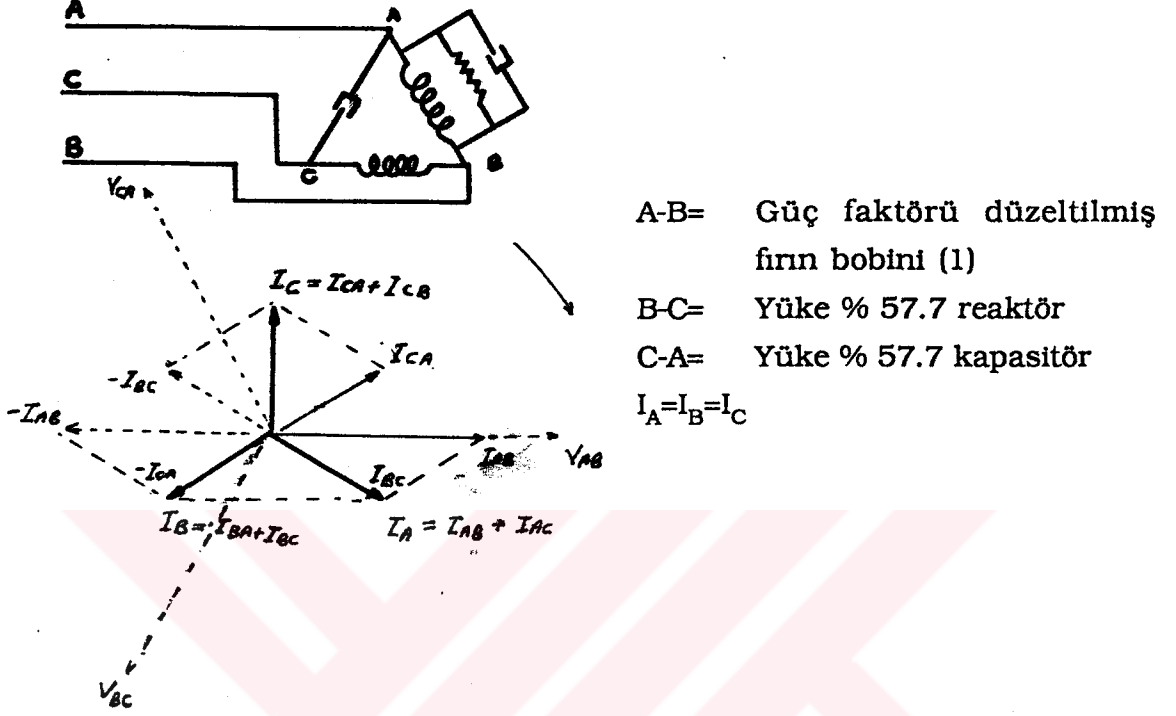 A
A
C
B
C
B
V_CA
I_C = I_CA + I_CB
I_CA
-I_BC
-I_AB
-I_CA
I_BC
I_AB
V_AB
I_B = I_BA + I_BC
I_A = I_AB + I_AC
V_BC
A-B= Güç faktörü düzeltilmiş
fırın bobini (1)
B-C= Yüke % 57.7 reaktör
C-A= Yüke % 57.7 kapasitör
I_A=I_B=I_C